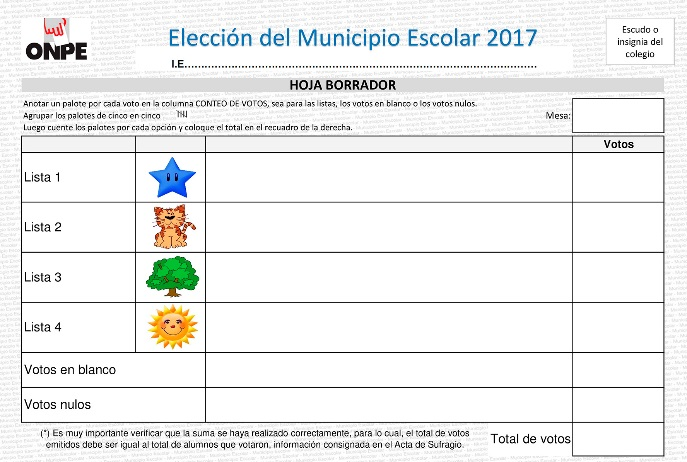 ONPE
Elección del Municipio Escolar 2017
Escudo o
insignia del
colegio
I.E.......................................................................................................................
HOJA BORRADOR
Anotar un palote por cada voto en la columna CONTEO DE VOTOS, sea para las listas, los votos en blanco o los votos nulos.
Agrupar los palotes de cinco en cinco
Mesa:
Luego cuente los palotes por cada opción y coloque el total en el recuadro de la derecha.
Votos
Lista 1
Lista 2
Lista 3
Lista 4
Votos en blanco
Votos nulos
(*) Es muy importante verificar que la suma se haya realizado correctamente, para lo cual, el total de votos
emitidos debe ser igual al total de alumnos que votaron, información consignada en el Acta de Sufragio.
Total de votos